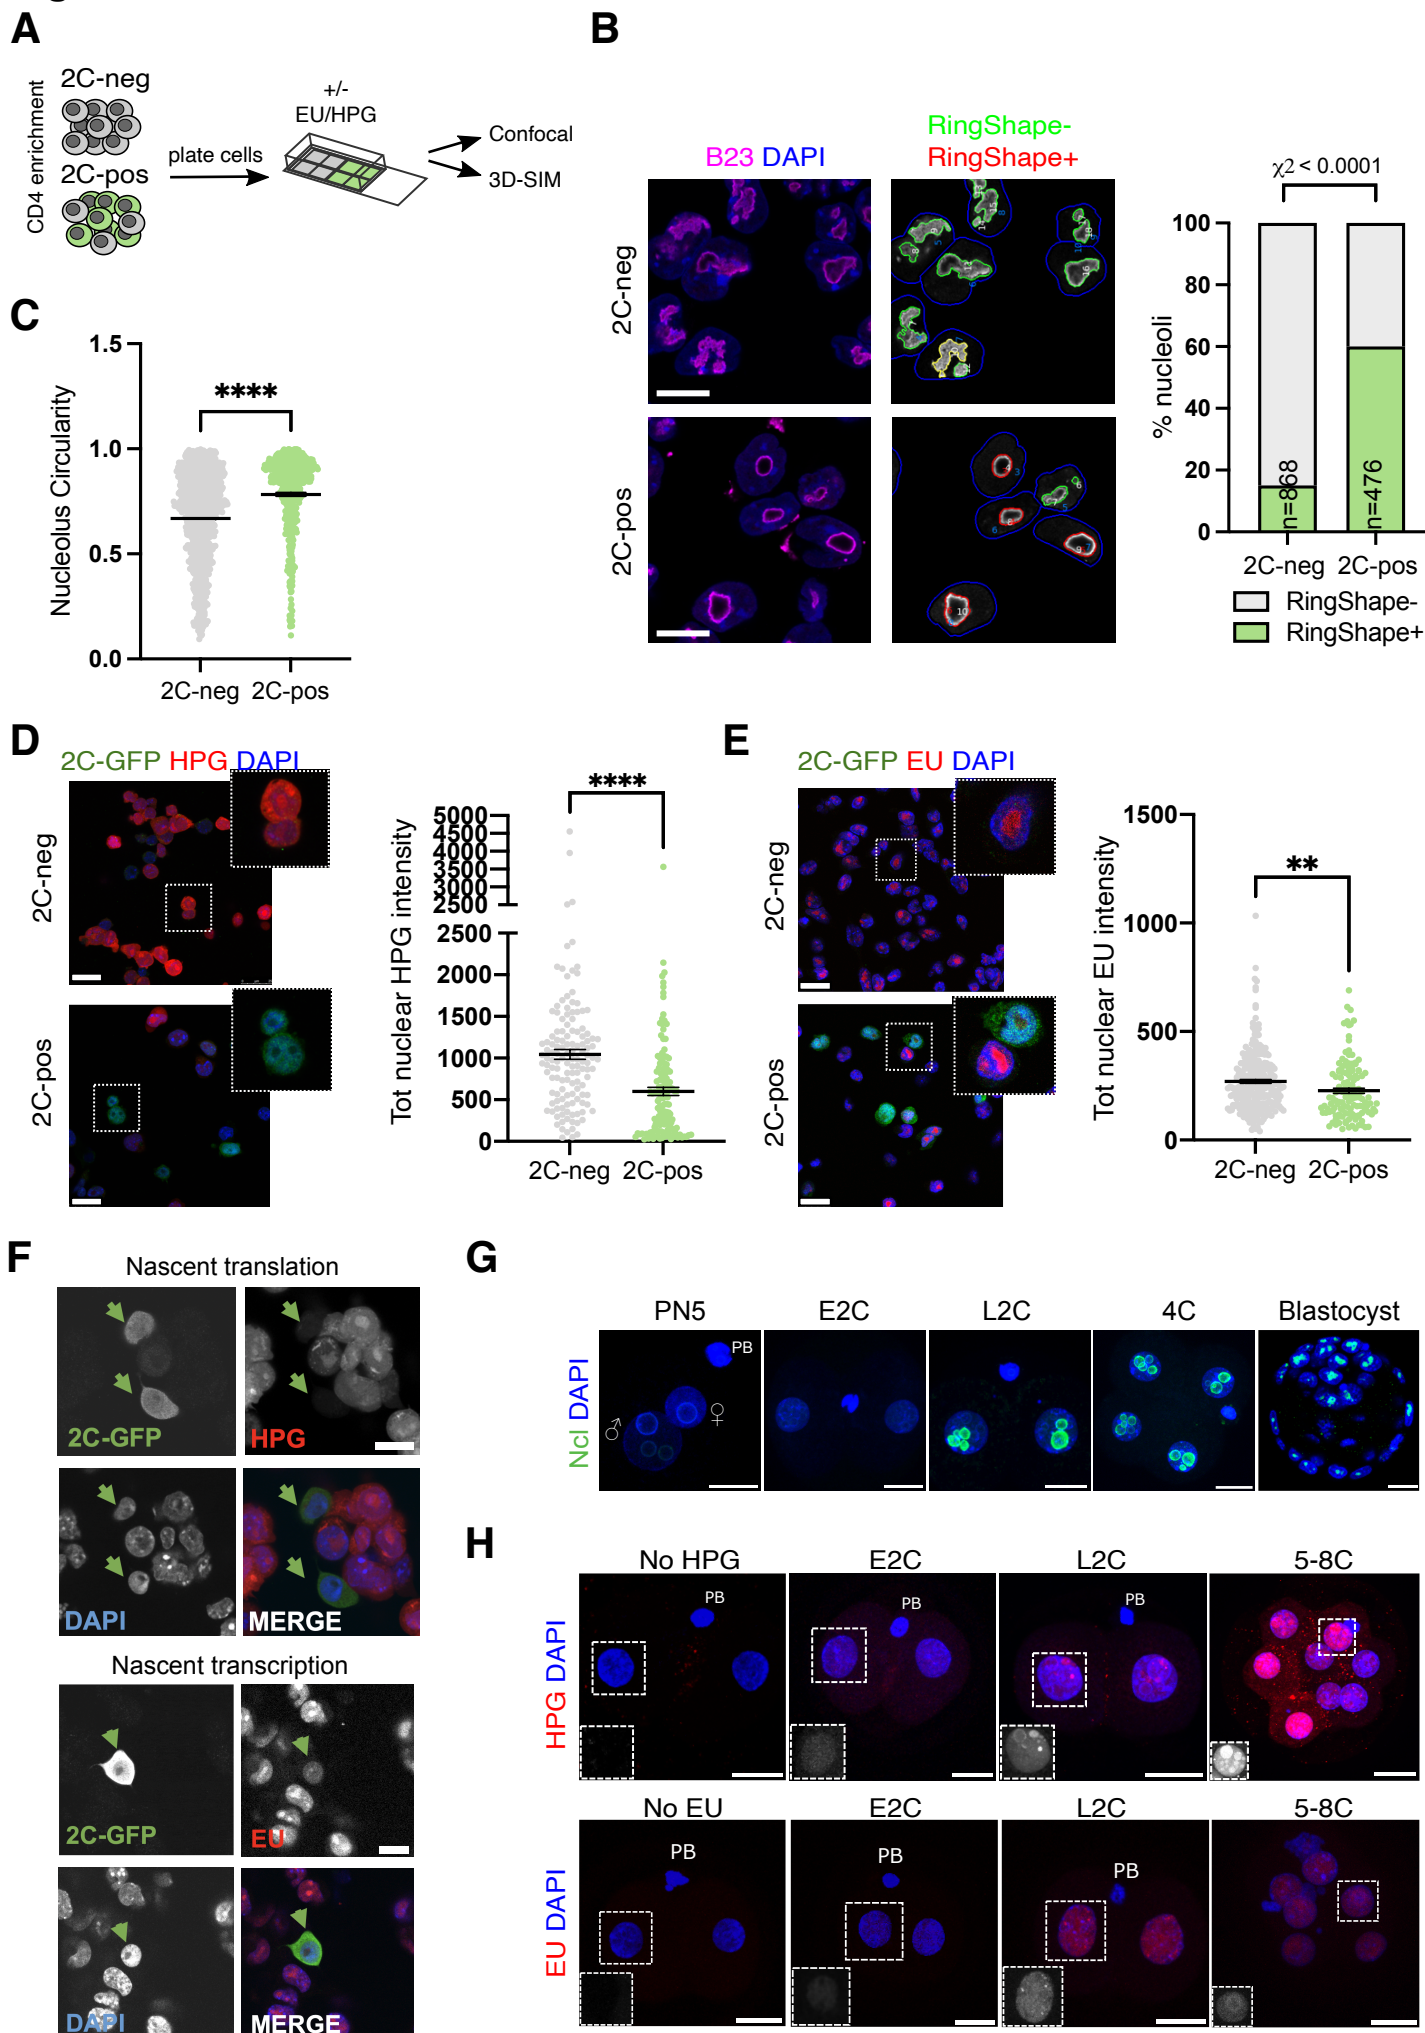 A
CD4 enrichment
2C-neg
2C-pos
plate cells
+/-
EU/HPG
Confocal
3D-SIM
B
B23 DAPI
RingShape-
RingShape+
2C-neg
2C-pos
χ2 < 0.0001
% nucleoli
100
80
60
40
20
0
n=868
n=476
2C-neg 2C-pos
RingShape-
RingShape+
C
Nucleolus Circularity
1.5
1.0
0.5
0.0
****
2C-neg 2C-pos
D
2C-GFP HPG DAPI
2C-neg
2C-pos
Tot nuclear HPG intensity
5000
4500
4000
3500
3000
2500
2500
2000
1500
1000
500
0
****
2C-neg 2C-pos
E
2C-GFP EU DAPI
2C-neg
2C-pos
Tot nuclear EU intensity
1500
1000
500
0
**
2C-neg 2C-pos
F
Nascent translation
2C-GFP
HPG
DAPI
MERGE
Nascent transcription
2C-GFP
EU
DAPI
MERGE
G
Ncl DAPI
PN5 E2C L2C 4C Blastocyst
PB
♂ ♀
H
HPG DAPI
No HPG E2C L2C 5-8C
PB PB PB
EU DAPI
No EU E2C L2C 5-8C
PB PB PB